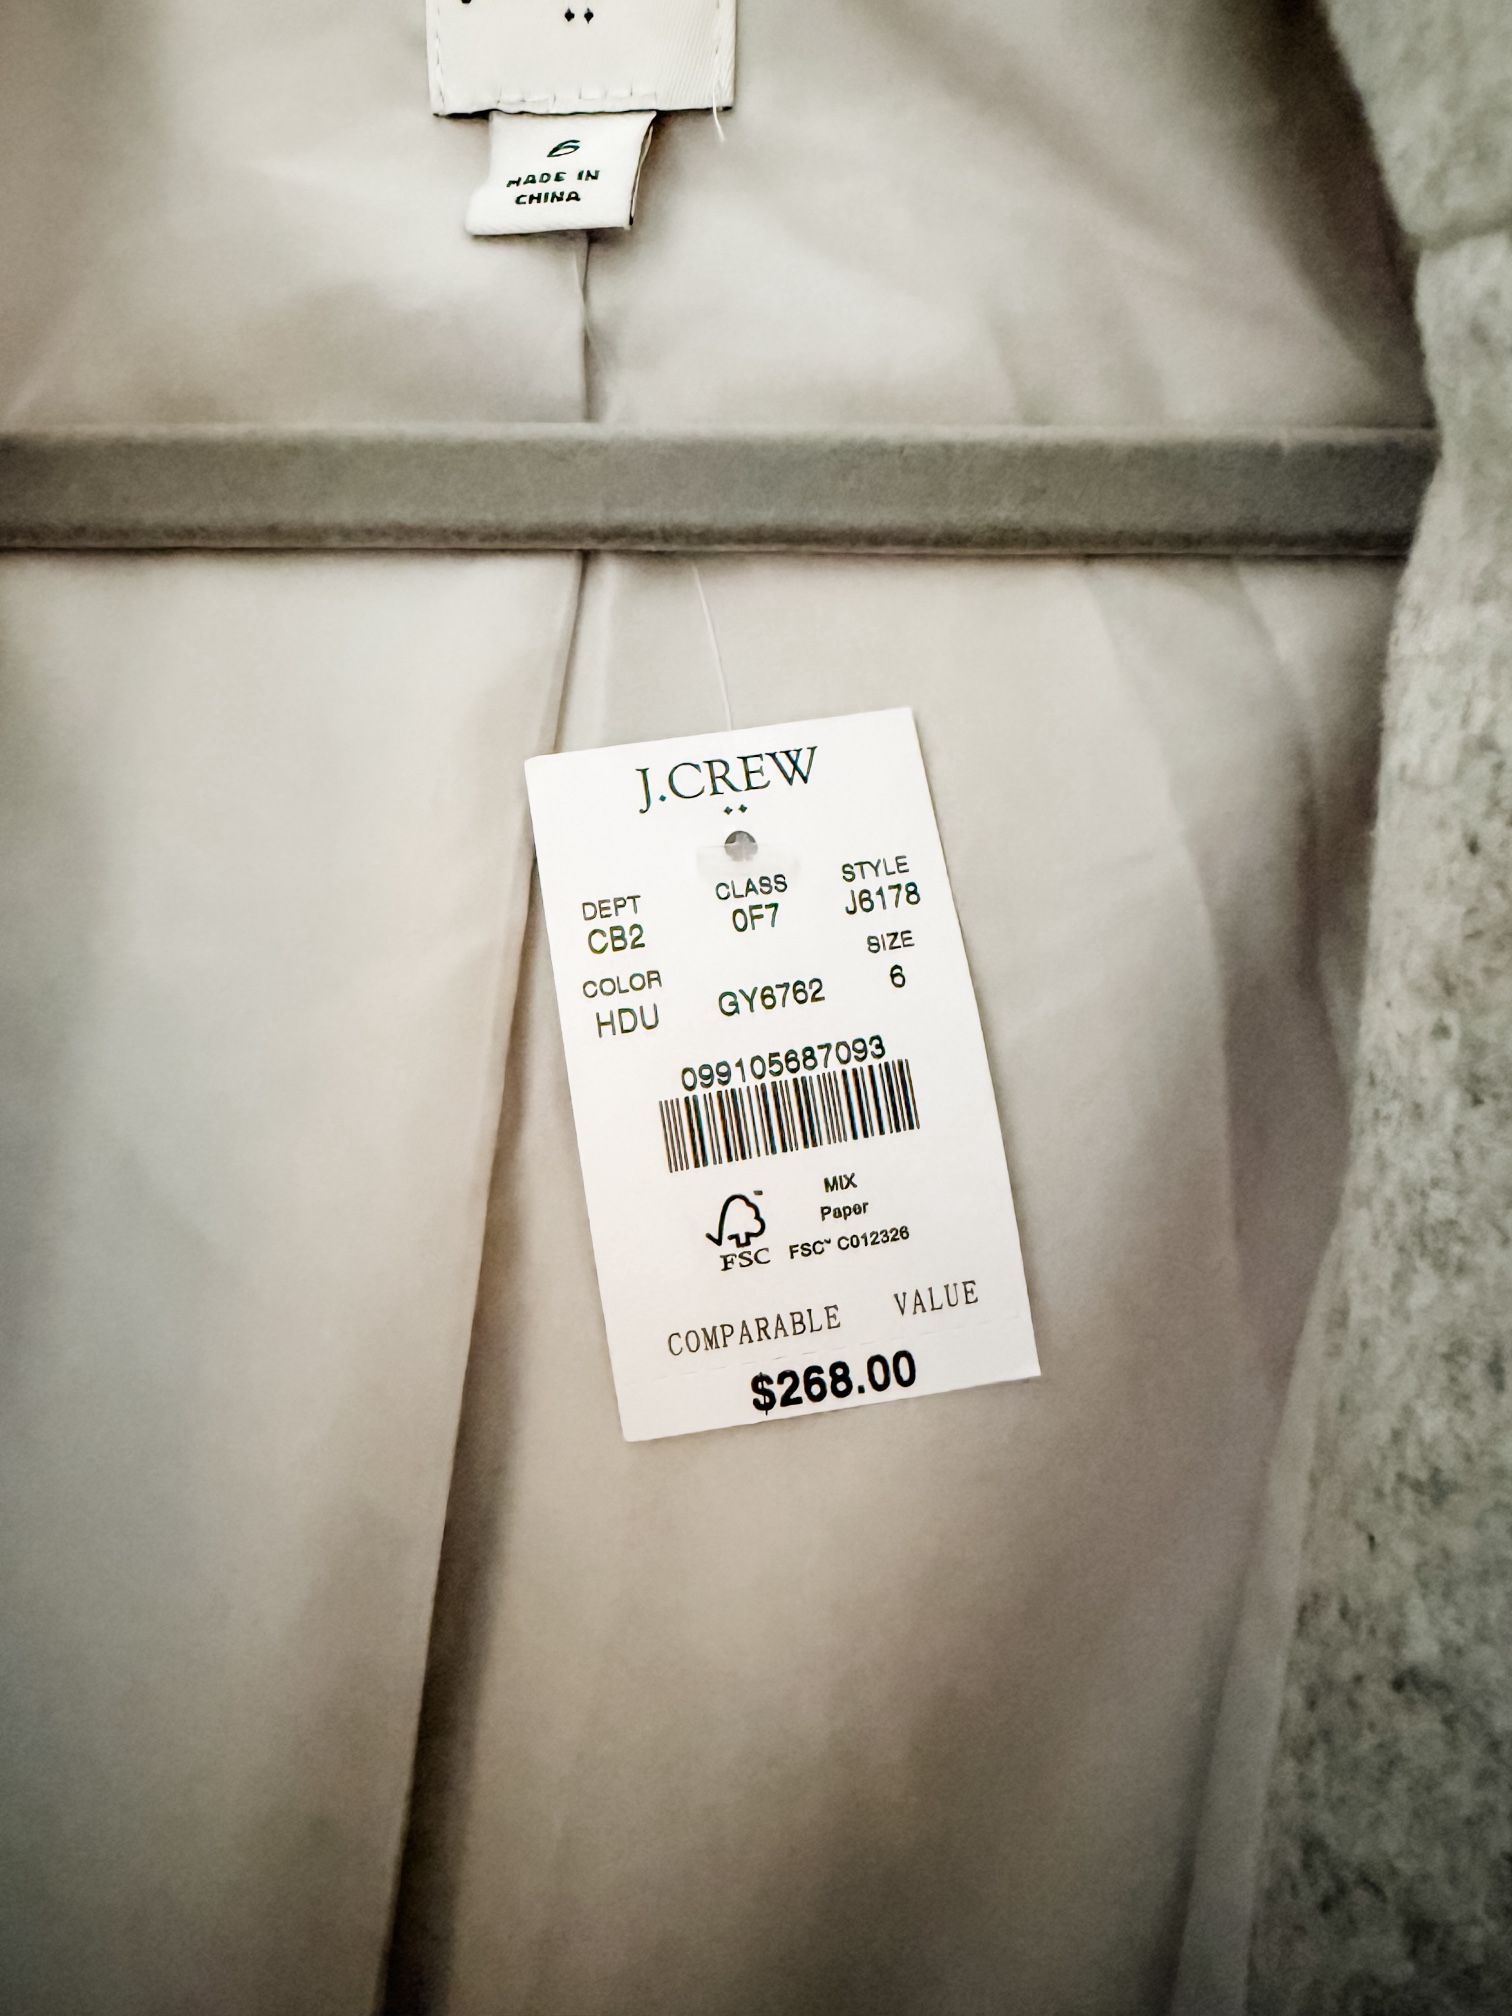 6
MADE IN
CHINA
J.CREW
DEPT CLASS STYLE
CB2 0F7 J6178
COLOR SIZE
HDU GY6762 6
099105687093
MIX
Paper
FSC FSC™ C012326
COMPARABLE VALUE
$268.00